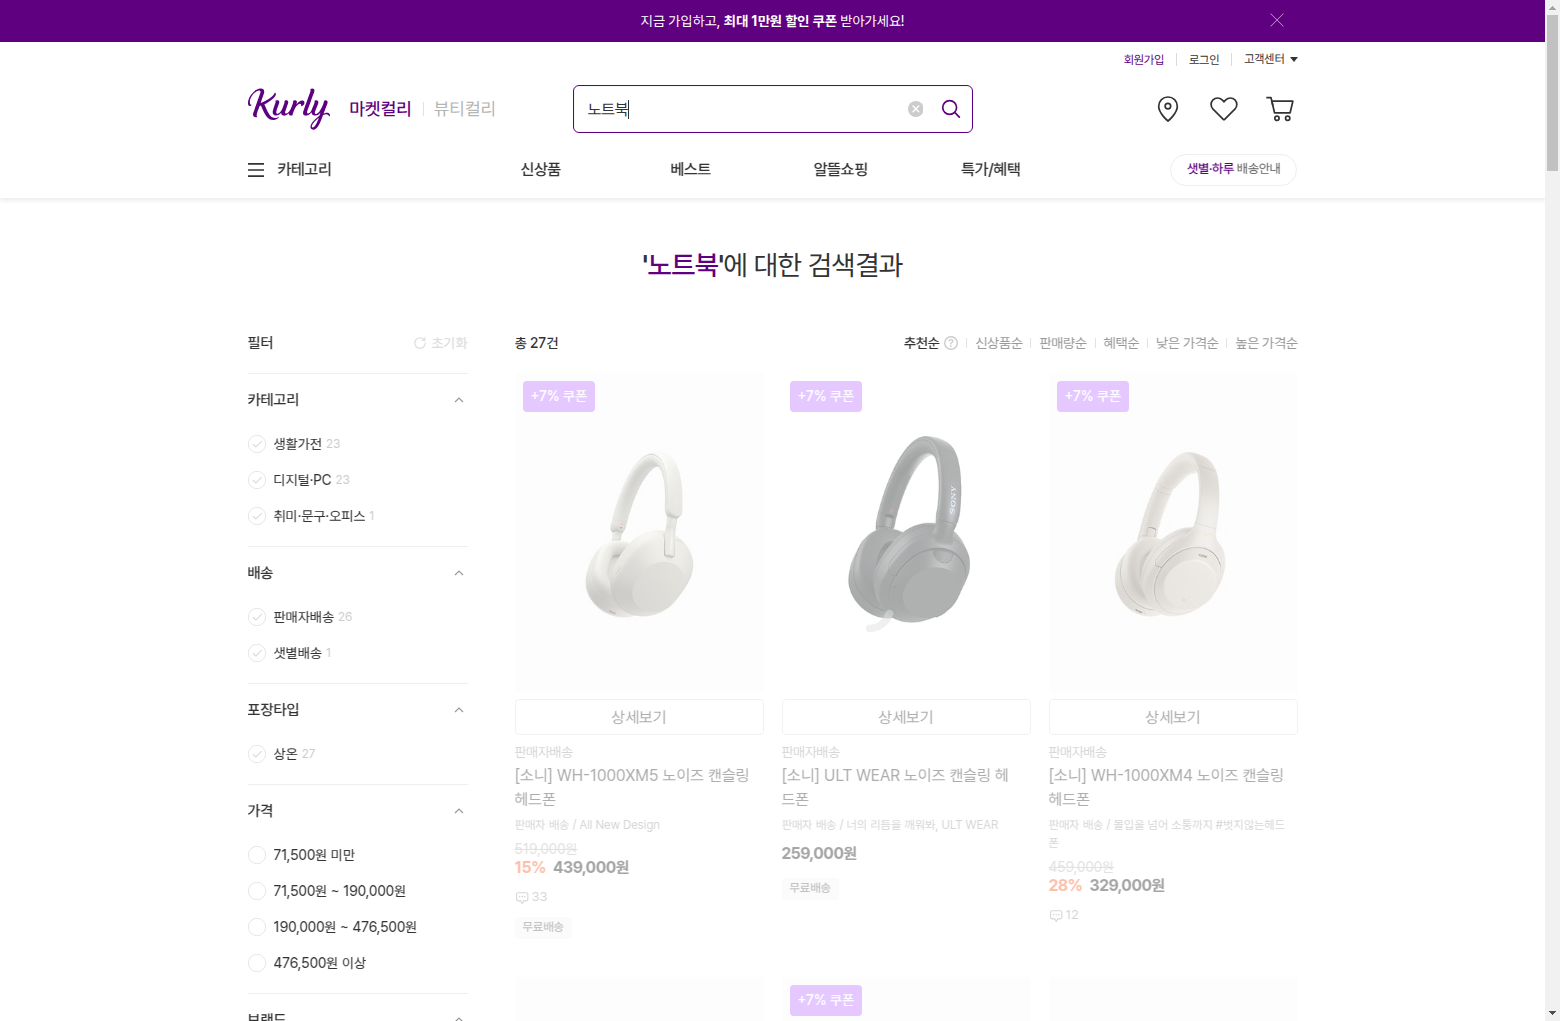 지금 가입하고, 최대 1만원 할인 쿠폰 받아가세요!
회원가입
로그인
고객센터
Kurly
마켓컬리
뷰티컬리
노트북
카테고리
신상품
베스트
알뜰쇼핑
특가/혜택
샛별·하루 배송안내
'노트북'에 대한 검색결과
필터
초기화
카테고리
생활가전 23
디지털·PC 23
취미·문구·오피스 1
배송
판매자배송 26
샛별배송 1
포장타입
상온 27
가격
71,500원 미만
71,500원 ~ 190,000원
190,000원 ~ 476,500원
476,500원 이상
브랜드
총 27건
추천순 ?
신상품순
판매량순
혜택순
낮은 가격순
높은 가격순
+7% 쿠폰
상세보기
판매자배송
[소니] WH-1000XM5 노이즈 캔슬링
헤드폰
판매자 배송 / All New Design
519,000원
15% 439,000원
33
무료배송
+7% 쿠폰
SONY
상세보기
판매자배송
[소니] ULT WEAR 노이즈 캔슬링 헤
드폰
판매자 배송 / 너의 리듬을 깨워봐, ULT WEAR
259,000원
무료배송
+7% 쿠폰
상세보기
판매자배송
[소니] WH-1000XM4 노이즈 캔슬링
헤드폰
판매자 배송 / 몰입을 넘어 소통까지 #벗지않는헤드
폰
459,000원
28% 329,000원
12
+7% 쿠폰